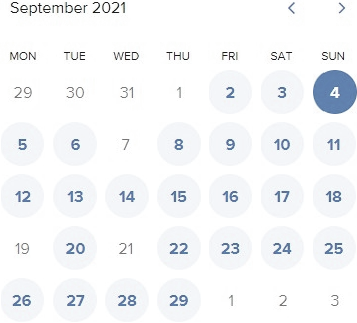 September 2021
MON TUE WED THU FRI SAT SUN
29 30 31 1 2 3 4
5 6 7 8 9 10 11
12 13 14 15 16 17 18
19 20 21 22 23 24 25
26 27 28 29 1 2 3